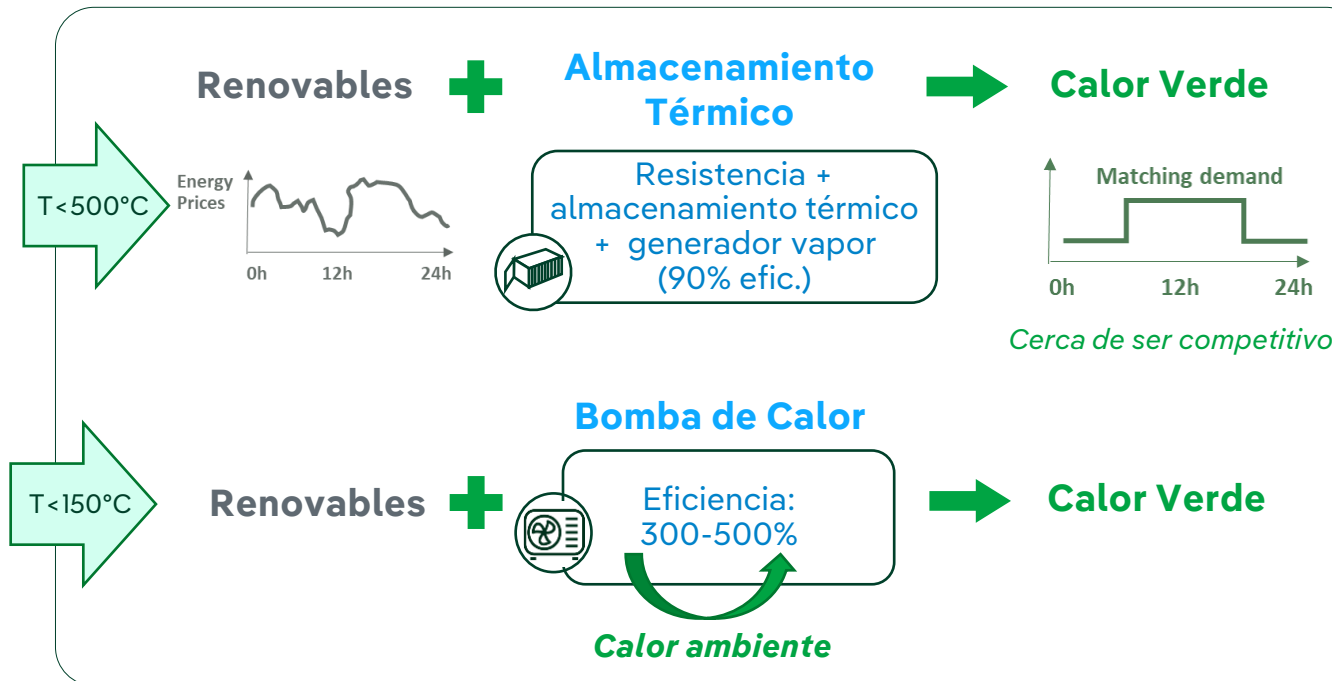 Renovables
Almacenamiento
Térmico
Calor Verde
T<500°C
Energy
Prices
0h 12h 24h
Resistencia +
almacenamiento térmico
+ generador vapor
(90% efic.)
Matching demand
0h 12h 24h
Cerca de ser competitivo
Bomba de Calor
T<150°C
Renovables
Eficiencia:
300-500%
Calor Verde
Calor ambiente